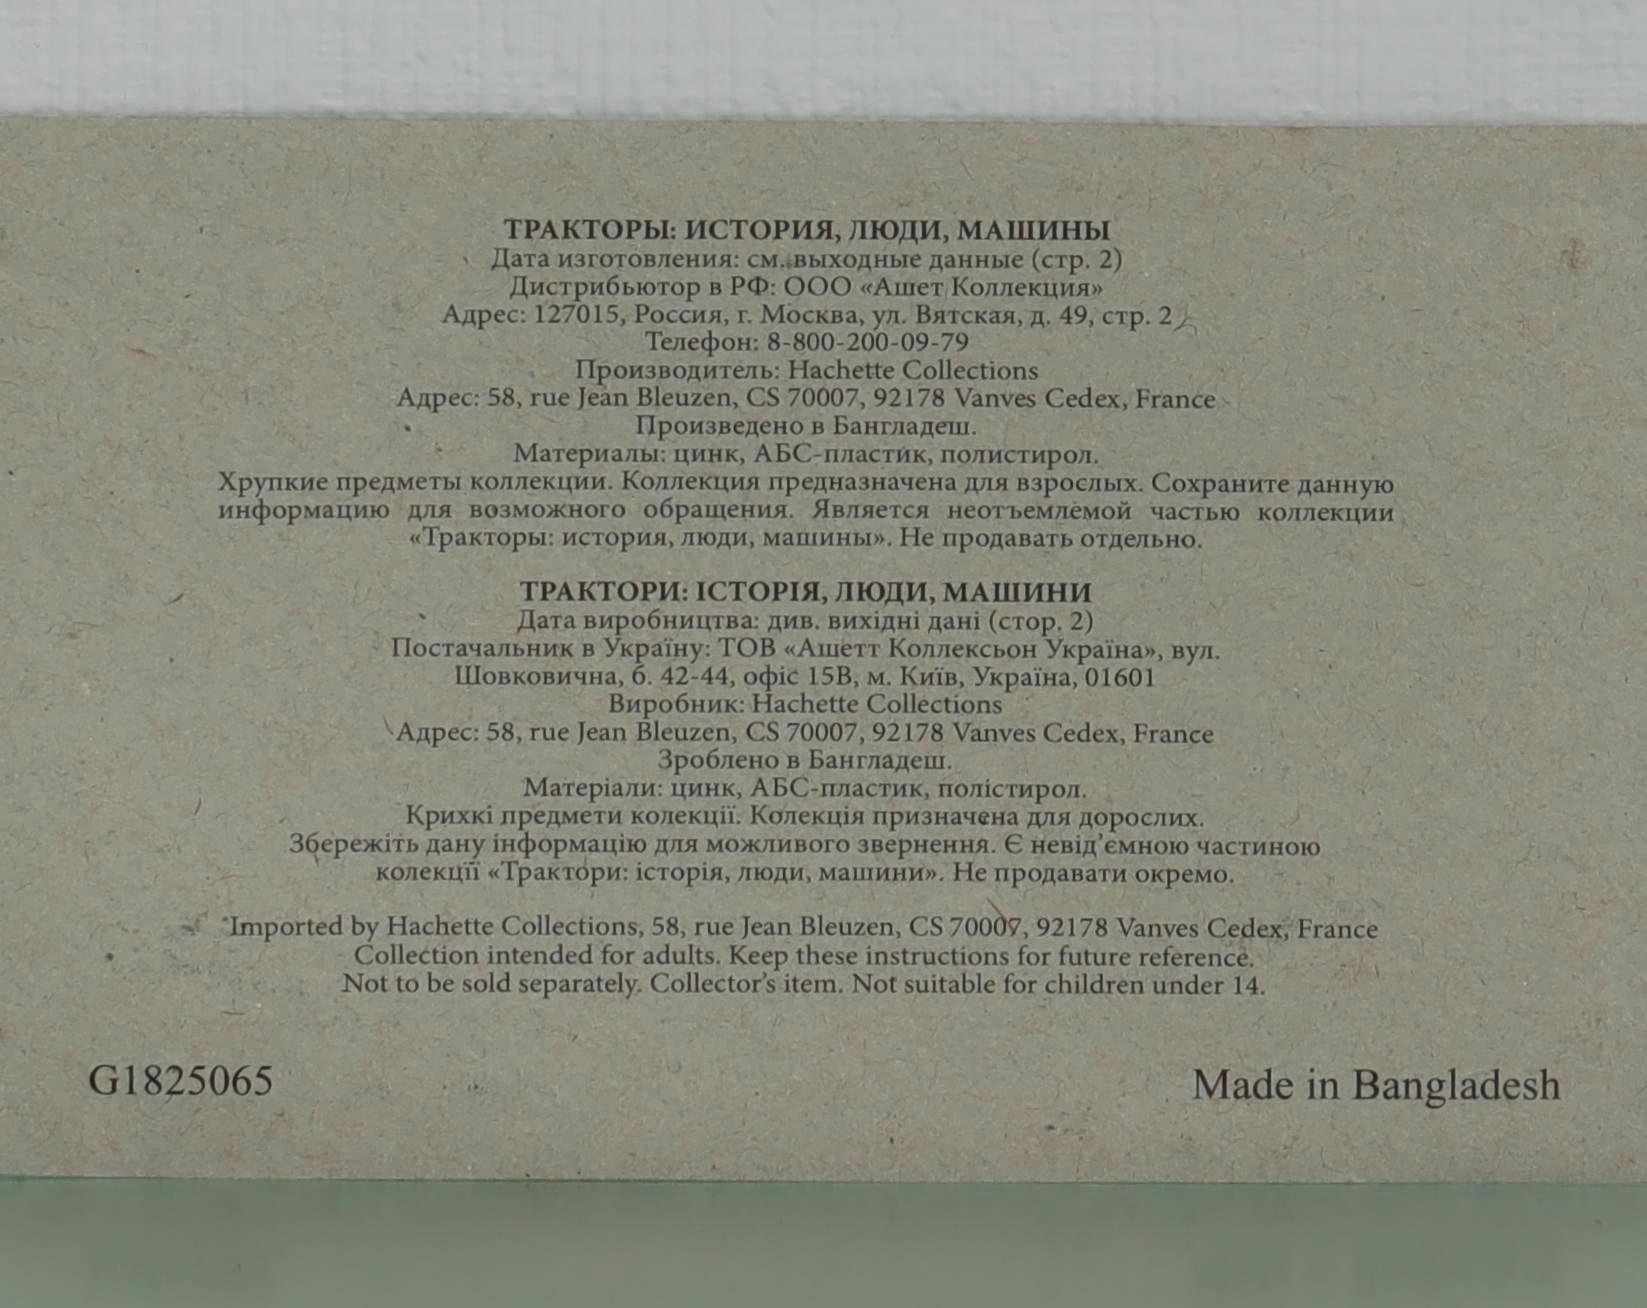 ТРАКТОРЫ: ИСТОРИЯ, ЛЮДИ, МАШИНЫ
Дата изготовления: см. выходные данные (стр. 2)
Дистрибьютор в РФ: ООО «Ашет Коллекция»
Адрес: 127015, Россия, г. Москва, ул. Вятская, д. 49, стр. 2
Телефон: 8-800-200-09-79
Производитель: Hachette Collections
Адрес: 58, rue Jean Bleuzen, CS 70007, 92178 Vanves Cedex, France
Произведено в Бангладеш.
Материалы: цинк, АБС-пластик, полистирол.
Хрупкие предметы коллекции. Коллекция предназначена для взрослых. Сохраните данную
информацию для возможного обращения. Является неотъемлемой частью коллекции
«Тракторы: история, люди, машины». Не продавать отдельно.
ТРАКТОРИ: ІСТОРІЯ, ЛЮДИ, МАШИНИ
Дата виробництва: див. вихідні дані (стор. 2)
Постачальник в Україну: ТОВ «Ашетт Коллексьон Україна», вул.
Шовковична, б. 42-44, офіс 15В, м. Київ, Україна, 01601
Виробник: Hachette Collections
Адрес: 58, rue Jean Bleuzen, CS 70007, 92178 Vanves Cedex, France
Зроблено в Бангладеш.
Матеріали: цинк, АБС-пластик, полістирол.
Крихкі предмети колекції. Колекція призначена для дорослих.
Збережіть дану інформацію для можливого звернення. Є невід’ємною частиною
колекції «Трактори: історія, люди, машини». Не продавати окремо.
Imported by Hachette Collections, 58, rue Jean Bleuzen, CS 70007, 92178 Vanves Cedex, France
Collection intended for adults. Keep these instructions for future reference.
Not to be sold separately. Collector’s item. Not suitable for children under 14.
G1825065
Made in Bangladesh